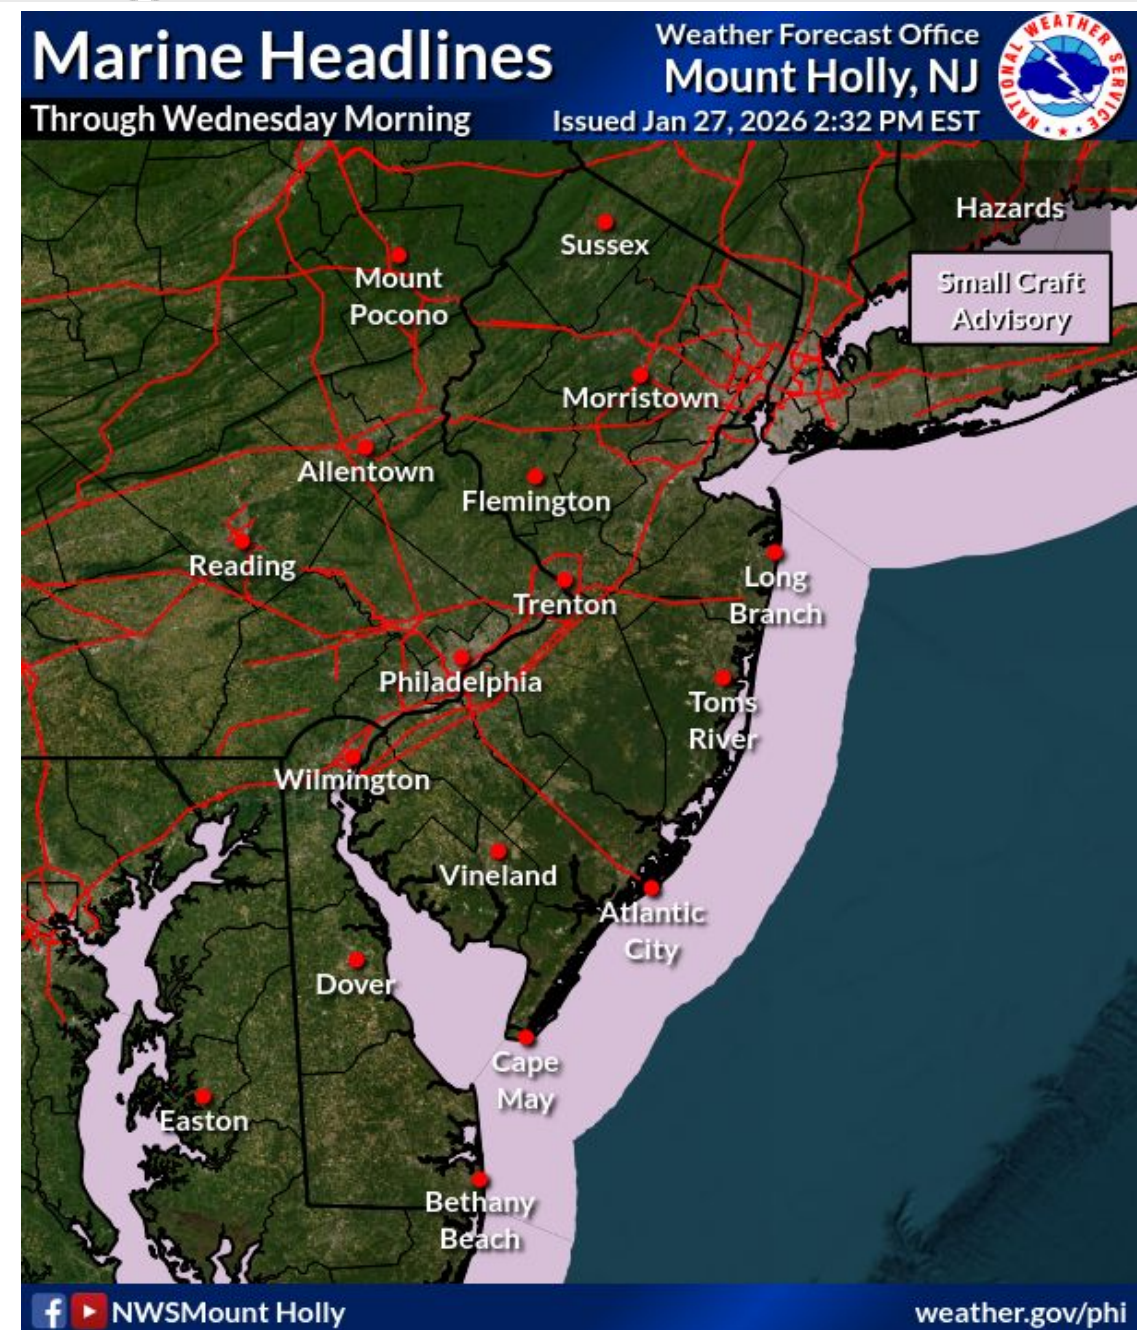 Marine Headlines
Through Wednesday Morning
Weather Forecast Office
Mount Holly, NJ
Issued Jan 27, 2026 2:32 PM EST
NATIONAL WEATHER SERVICE
Hazards
Small Craft
Advisory
Sussex
Mount
Pocono
Morristown
Allentown
Flemington
Reading
Long
Branch
Trenton
Philadelphia
Toms
River
Wilmington
Vineland
Atlantic
City
Dover
Cape
May
Easton
Bethany
Beach
NWSMount Holly
weather.gov/phi